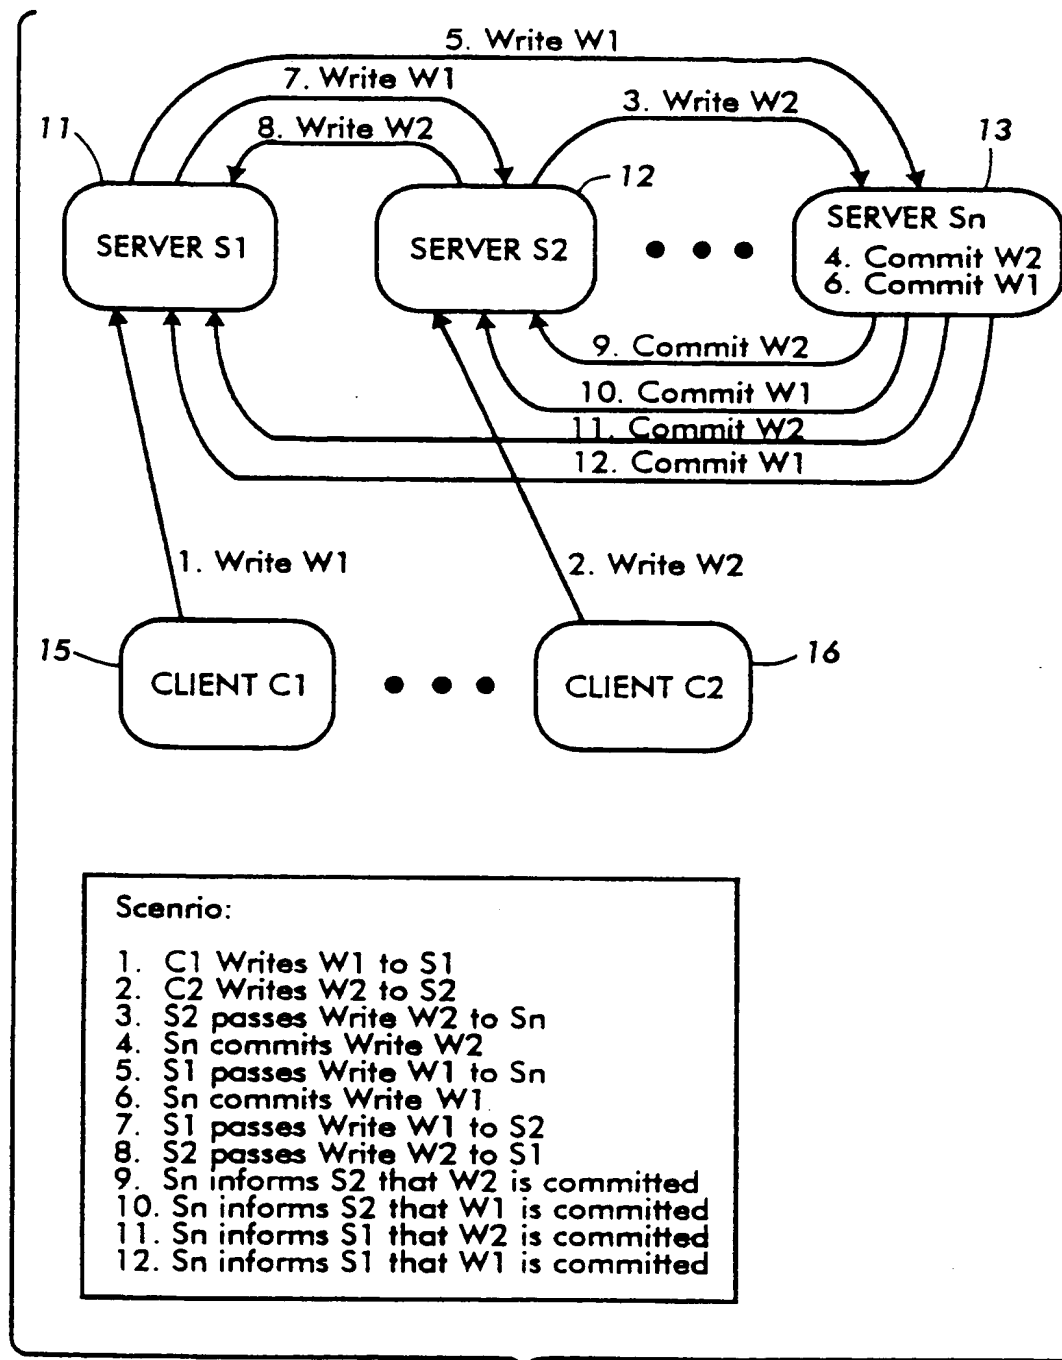 5. Write W1
7. Write W1
3. Write W2
11
8. Write W2
13
12
SERVER S1
SERVER S2
SERVER Sn
4. Commit W2
6. Commit W1
9. Commit W2
10. Commit W1
11. Commit W2
12. Commit W1
1. Write W1
2. Write W2
15
16
CLIENT C1
CLIENT C2
Scenrio:
1. C1 Writes W1 to S1
2. C2 Writes W2 to S2
3. S2 passes Write W2 to Sn
4. Sn commits Write W2
5. S1 passes Write W1 to Sn
6. Sn commits Write W1
7. S1 passes Write W1 to S2
8. S2 passes Write W2 to S1
9. Sn informs S2 that W2 is committed
10. Sn informs S2 that W1 is committed
11. Sn informs S1 that W2 is committed
12. Sn informs S1 that W1 is committed